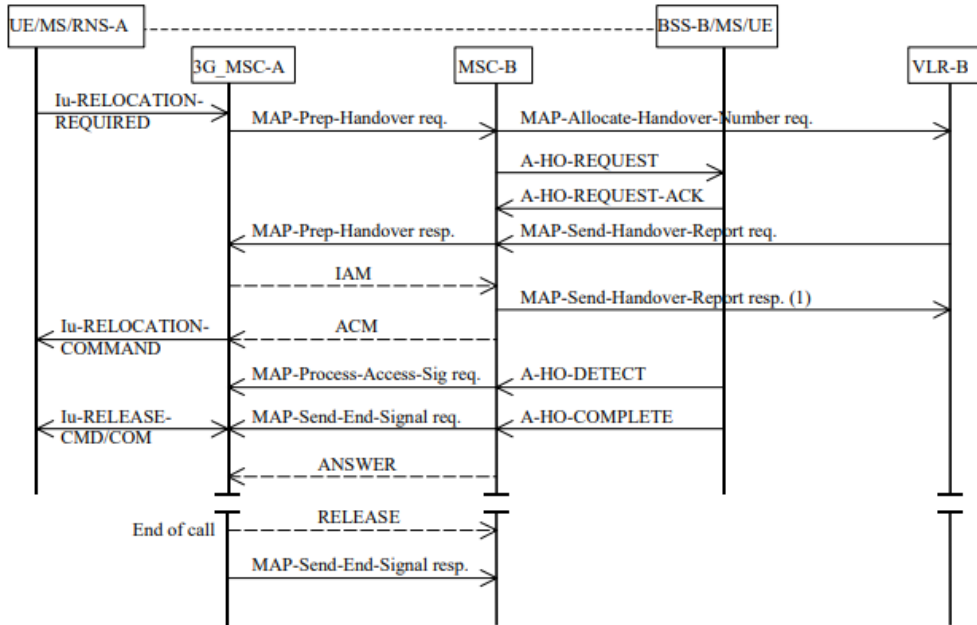 UE/MS/RNS-A
BSS-B/MS/UE
3G_MSC-A
MSC-B
VLR-B
Iu-RELOCATION-
REQUIRED
MAP-Prep-Handover req.
MAP-Allocate-Handover-Number req.
A-HO-REQUEST
A-HO-REQUEST-ACK
MAP-Prep-Handover resp.
MAP-Send-Handover-Report req.
IAM
MAP-Send-Handover-Report resp. (1)
Iu-RELOCATION-
COMMAND
ACM
MAP-Process-Access-Sig req.
A-HO-DETECT
Iu-RELEASE-
CMD/COM
MAP-Send-End-Signal req.
A-HO-COMPLETE
ANSWER
End of call
RELEASE
MAP-Send-End-Signal resp.